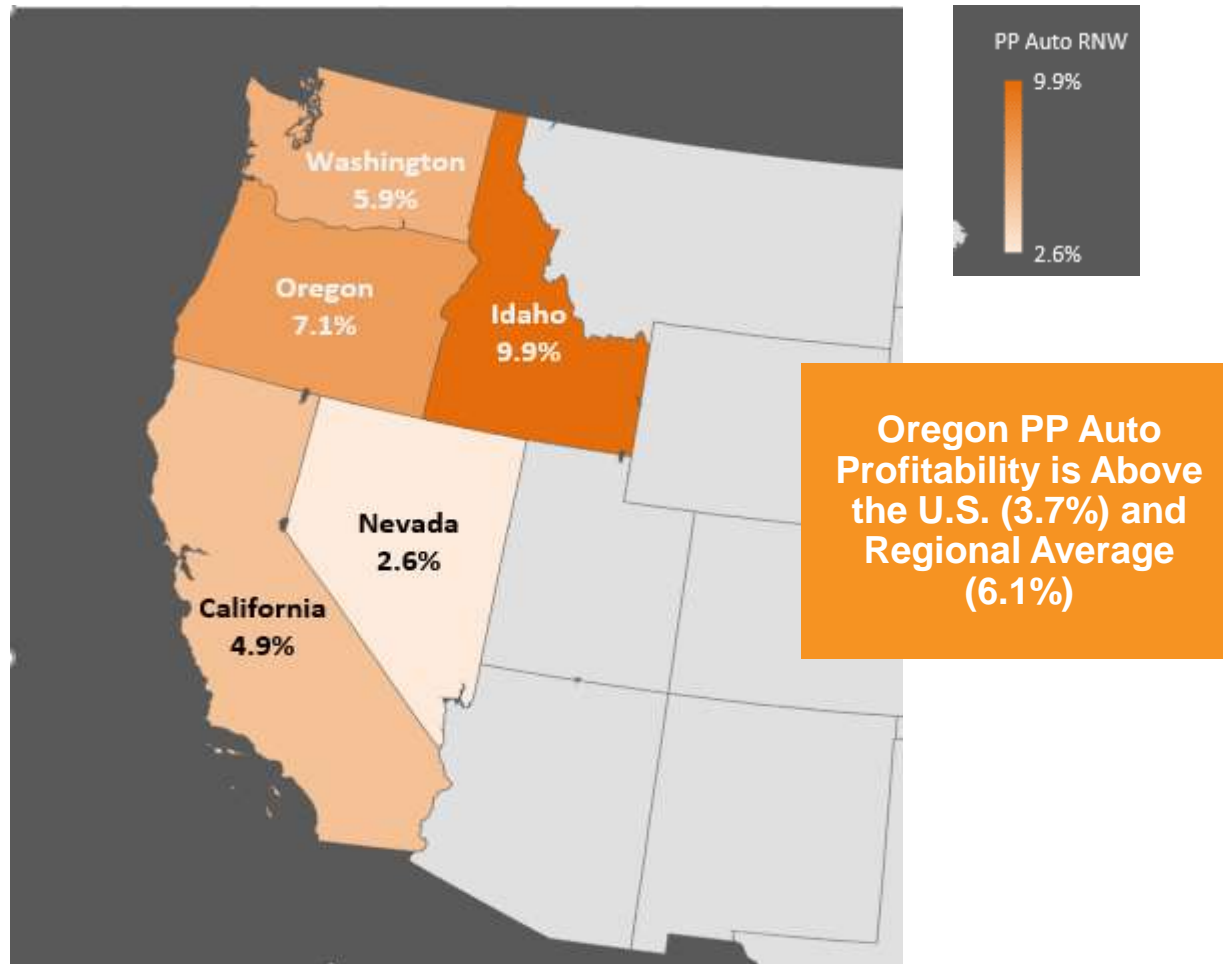 PP Auto RNW
9.9%
2.6%
Washington
5.9%
Oregon
7.1%
Idaho
9.9%
Nevada
2.6%
California
4.9%
Oregon PP Auto
Profitability is Above
the U.S. (3.7%) and
Regional Average
(6.1%)